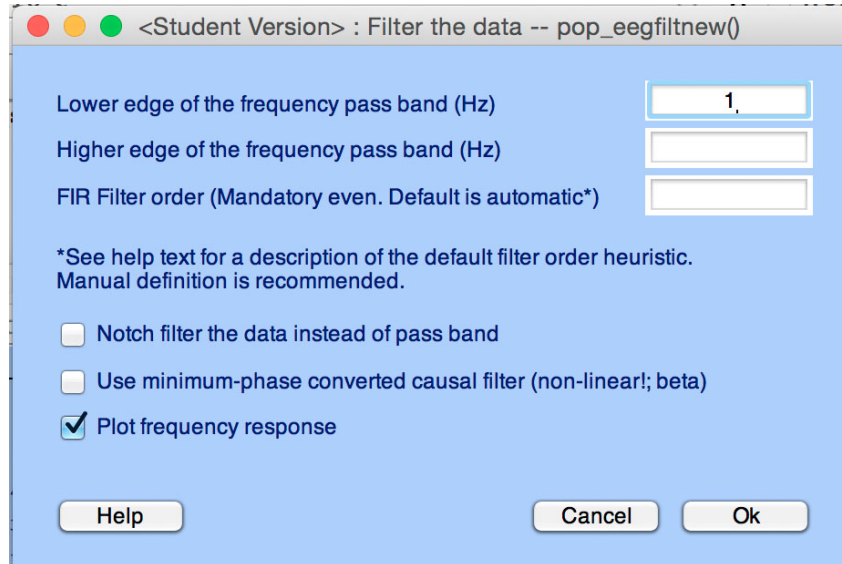 <Student Version> : Filter the data -- pop_eegfiltnew()
Lower edge of the frequency pass band (Hz)
1
Higher edge of the frequency pass band (Hz)
FIR Filter order (Mandatory even. Default is automatic*)
*See help text for a description of the default filter order heuristic.
Manual definition is recommended.
Notch filter the data instead of pass band
Use minimum-phase converted causal filter (non-linear!; beta)
Plot frequency response
Help
Cancel
Ok